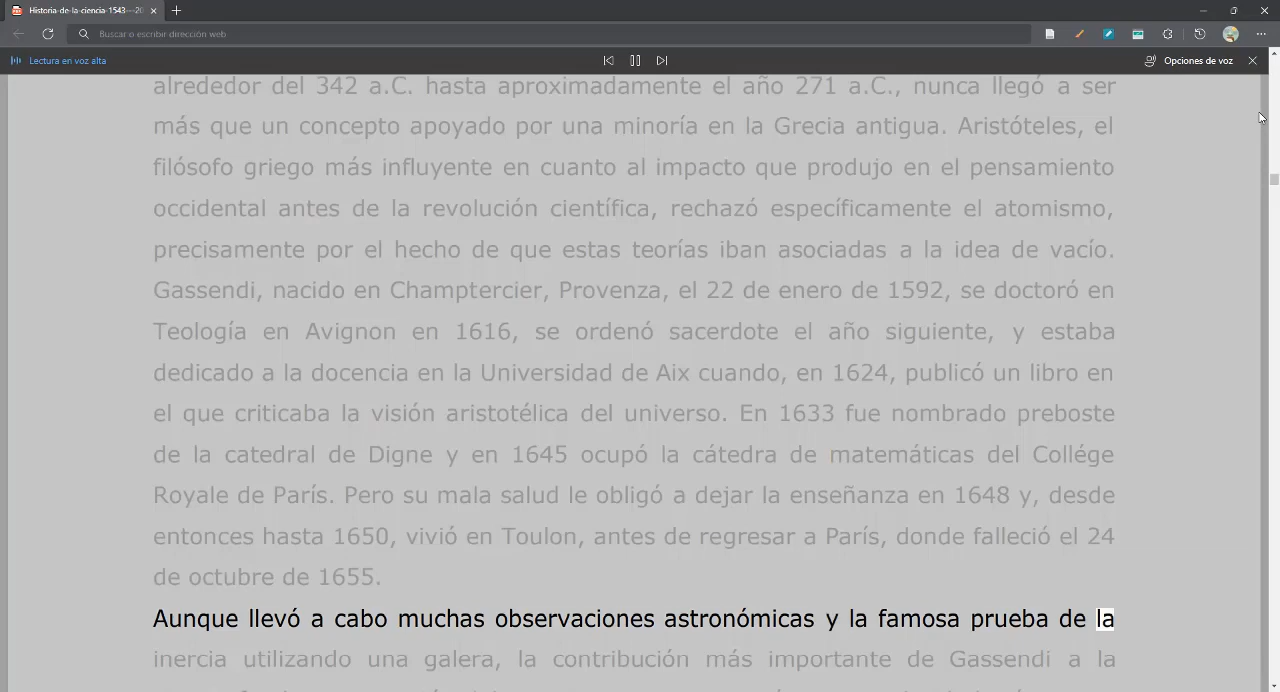 Historia-de-la-ciencia-1543---20
Buscar o escribir dirección web
Lectura en voz alta
Opciones de voz
alrededor del 342 a.C. hasta aproximadamente el año 271 a.C., nunca llegó a ser
más que un concepto apoyado por una minoría en la Grecia antigua. Aristóteles, el
filósofo griego más influyente en cuanto al impacto que produjo en el pensamiento
occidental antes de la revolución científica, rechazó específicamente el atomismo,
precisamente por el hecho de que estas teorías iban asociadas a la idea de vacío.
Gassendi, nacido en Champtercier, Provenza, el 22 de enero de 1592, se doctoró en
Teología en Avignon en 1616, se ordenó sacerdote el año siguiente, y estaba
dedicado a la docencia en la Universidad de Aix cuando, en 1624, publicó un libro en
el que criticaba la visión aristotélica del universo. En 1633 fue nombrado preboste
de la catedral de Digne y en 1645 ocupó la cátedra de matemáticas del Collége
Royale de París. Pero su mala salud le obligó a dejar la enseñanza en 1648 y, desde
entonces hasta 1650, vivió en Toulon, antes de regresar a París, donde falleció el 24
de octubre de 1655.
Aunque llevó a cabo muchas observaciones astronómicas y la famosa prueba de la
inercia utilizando una galera, la contribución más importante de Gassendi a la